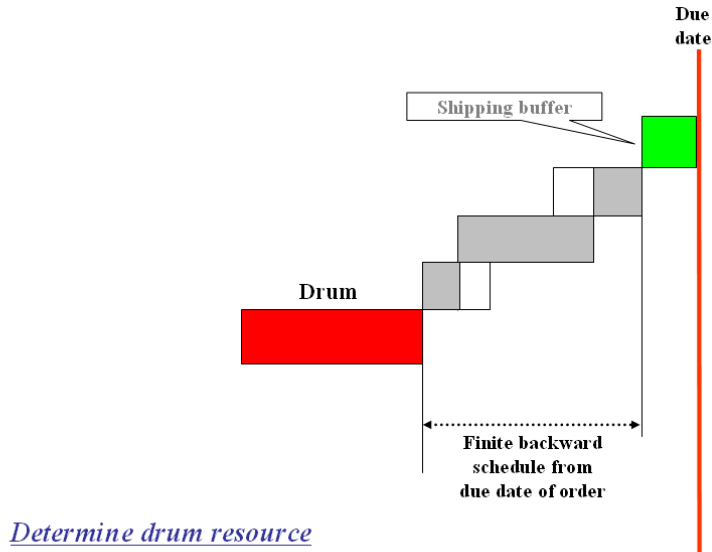 Due
date
Shipping buffer
Drum
Finite backward
schedule from
due date of order
Determine drum resource